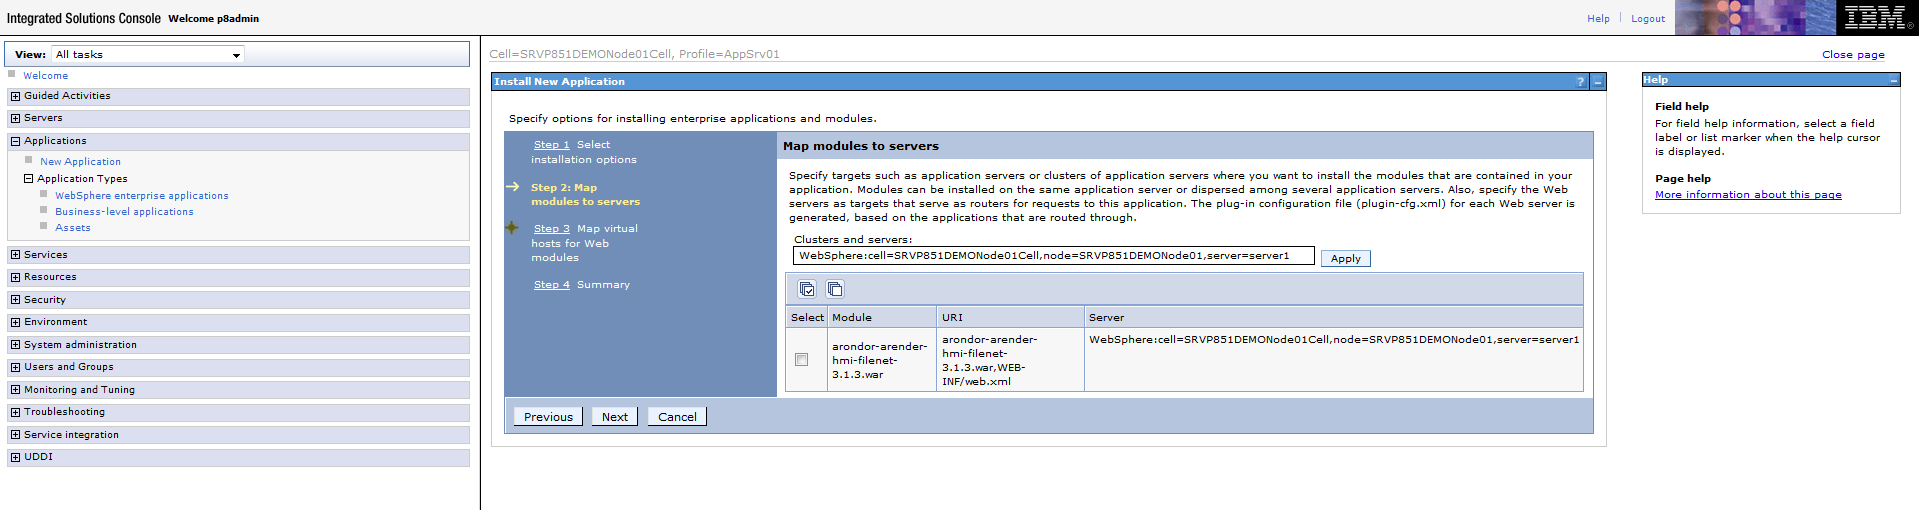 Integrated Solutions Console Welcome p8admin
Help Logout
IBM®
View: All tasks
Welcome
Guided Activities
Servers
Applications
New Application
Application Types
WebSphere enterprise applications
Business-level applications
Assets
Services
Resources
Security
Environment
System administration
Users and Groups
Monitoring and Tuning
Troubleshooting
Service integration
UDDI
Cell=SRVP851DEMONode01Cell, Profile=AppSrv01
Close page
Install New Application
?
Specify options for installing enterprise applications and modules.
Step 1 Select
installation options
Step 2: Map
modules to servers
Step 3 Map virtual
hosts for Web
modules
Step 4 Summary
Map modules to servers
Specify targets such as application servers or clusters of application servers where you want to install the modules that are contained in your
application. Modules can be installed on the same application server or dispersed among several application servers. Also, specify the Web
servers as targets that serve as routers for requests to this application. The plug-in configuration file (plugin-cfg.xml) for each Web server is
generated, based on the applications that are routed through.
Clusters and servers:
WebSphere:cell=SRVP851DEMONode01Cell,node=SRVP851DEMONode01,server=server1
Apply
Select Module URI Server
arondor-arender-
hmi-filenet-
3.1.3.war
arondor-arender-
hmi-filenet-
3.1.3.war,WEB-
INF/web.xml
WebSphere:cell=SRVP851DEMONode01Cell,node=SRVP851DEMONode01,server=server1
Previous Next Cancel
Help
Field help
For field help information, select a field
label or list marker when the help cursor
is displayed.
Page help
More information about this page